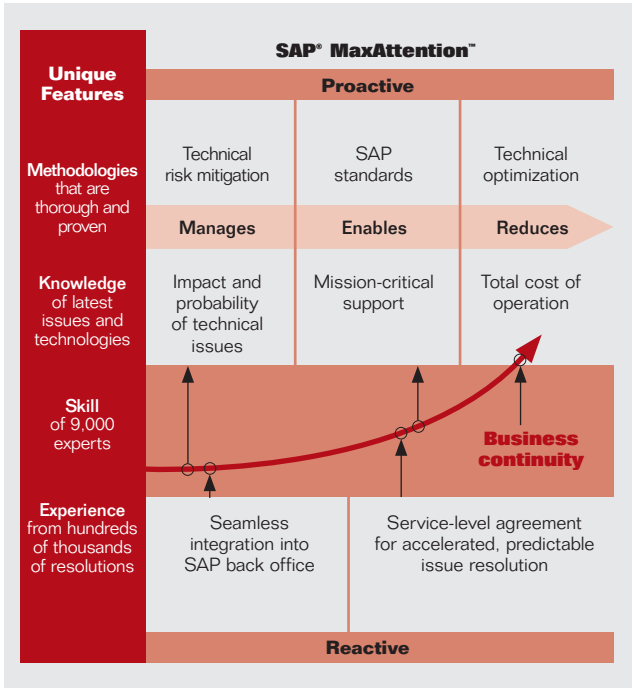 SAP® MaxAttention™
Unique
Features
Proactive
Methodologies
that are
thorough and
proven
Technical
risk mitigation
SAP
standards
Technical
optimization
Manages
Enables
Reduces
Knowledge
of latest
issues and
technologies
Impact and
probability
of technical
issues
Mission-critical
support
Total cost of
operation
Skill
of 9,000
experts
Business
continuity
Experience
from hundreds
of thousands
of resolutions
Seamless
integration into
SAP back office
Service-level agreement
for accelerated, predictable
issue resolution
Reactive